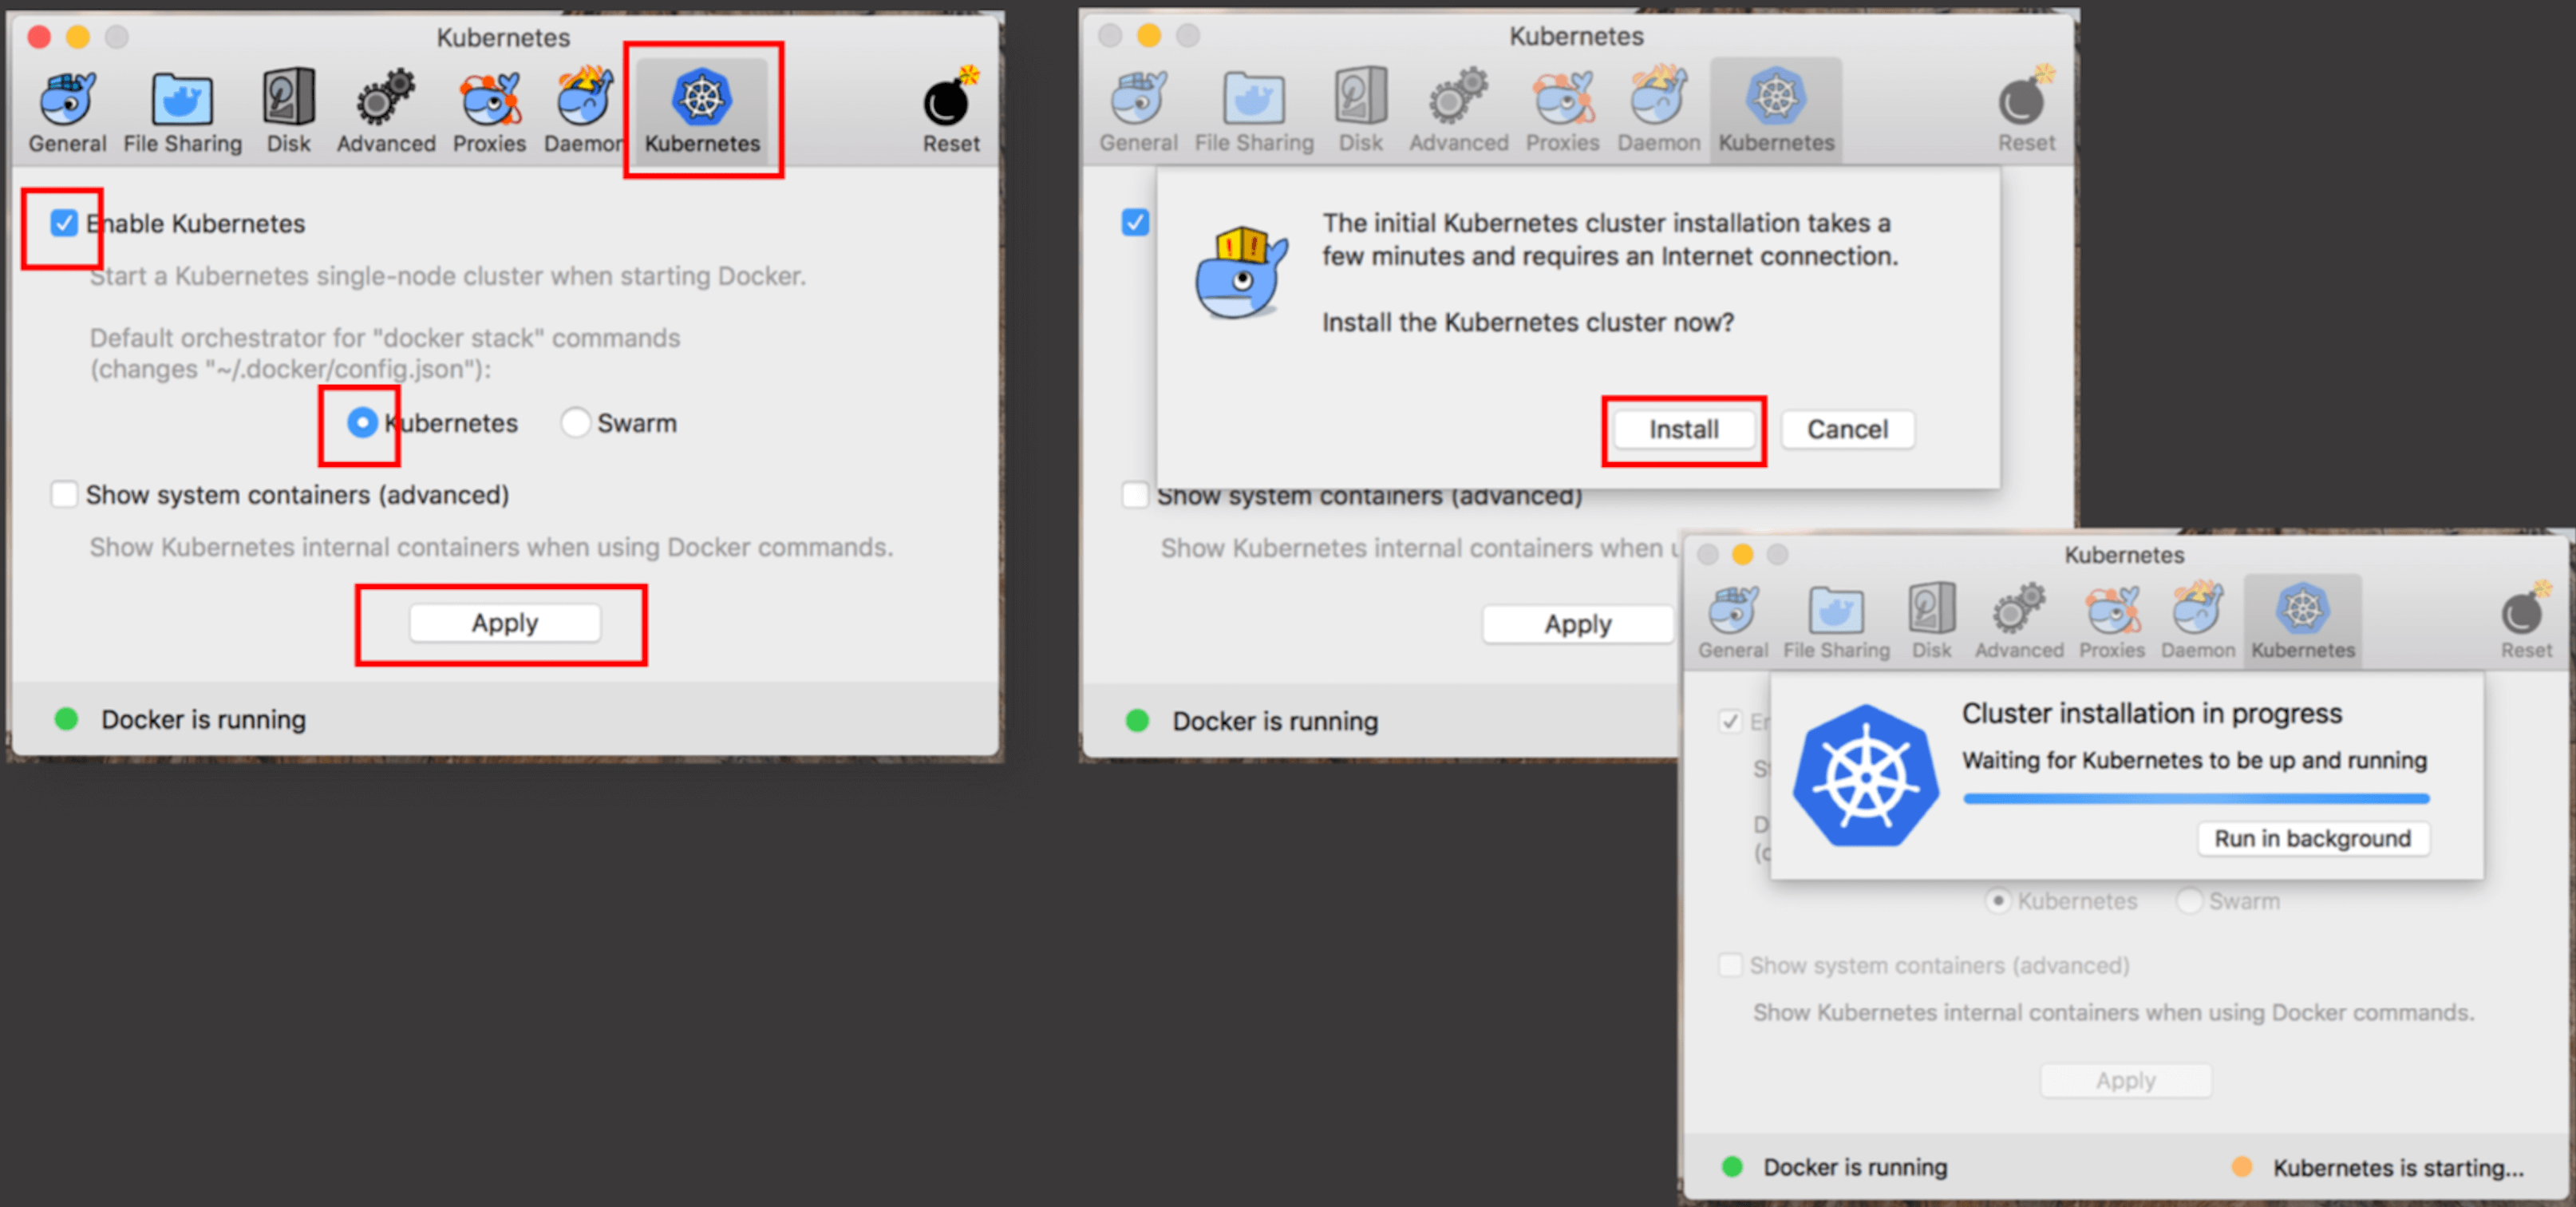 Kubernetes
General File Sharing Disk Advanced Proxies Daemon Kubernetes Reset
Enable Kubernetes
Start a Kubernetes single-node cluster when starting Docker.
Default orchestrator for "docker stack" commands
(changes "~/.docker/config.json"):
Kubernetes Swarm
Show system containers (advanced)
Show Kubernetes internal containers when using Docker commands.
Apply
Docker is running
Kubernetes
General File Sharing Disk Advanced Proxies Daemon Kubernetes Reset
The initial Kubernetes cluster installation takes a
few minutes and requires an Internet connection.
Install the Kubernetes cluster now?
Install Cancel
Show system containers (advanced)
Show Kubernetes internal containers when
Apply
Docker is running
Kubernetes
General File Sharing Disk Advanced Proxies Daemon Kubernetes Reset
Cluster installation in progress
Waiting for Kubernetes to be up and running
Run in background
Kubernetes Swarm
Show system containers (advanced)
Show Kubernetes internal containers when using Docker commands.
Apply
Docker is running Kubernetes is starting...